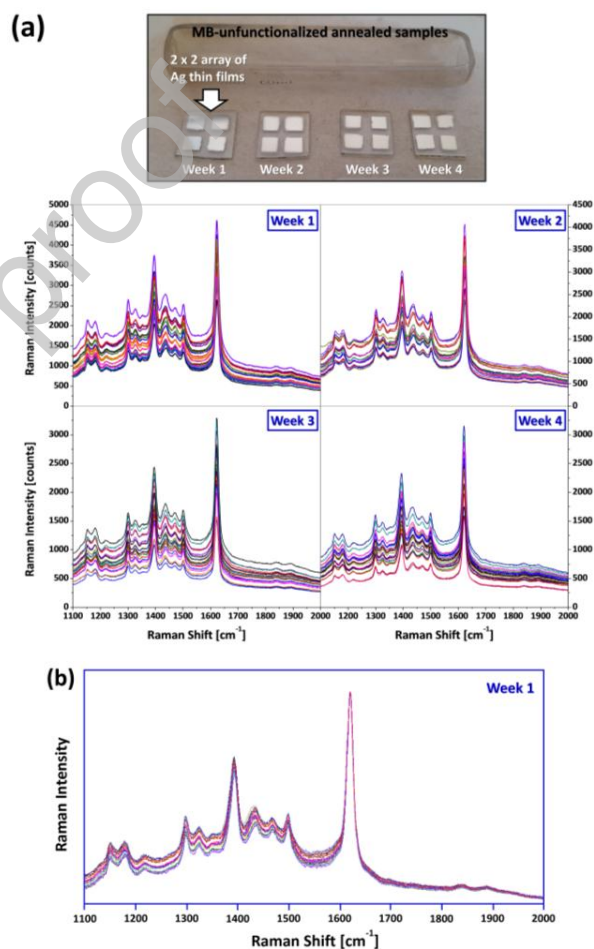 (a)
MB-unfunctionalized annealed samples
2 x 2 array of
Ag thin films
Week 1 Week 2 Week 3 Week 4
proof
5000
4500
4000
3500
3000
2500
2000
1500
1000
500
0
Raman Intensity [counts]
Week 1
Week 2
4500
4000
3500
3000
2500
2000
1500
1000
500
0
3000
2500
2000
1500
1000
500
0
Raman Intensity [counts]
Week 3
Week 4
3000
2500
2000
1500
1000
500
0
1100 1200 1300 1400 1500 1600 1700 1800 1900 2000
1200 1300 1400 1500 1600 1700 1800 1900 2000
Raman Shift [cm-1]
Raman Shift [cm-1]
(b)
Week 1
Raman Intensity
1100 1200 1300 1400 1500 1600 1700 1800 1900 2000
Raman Shift [cm-1]